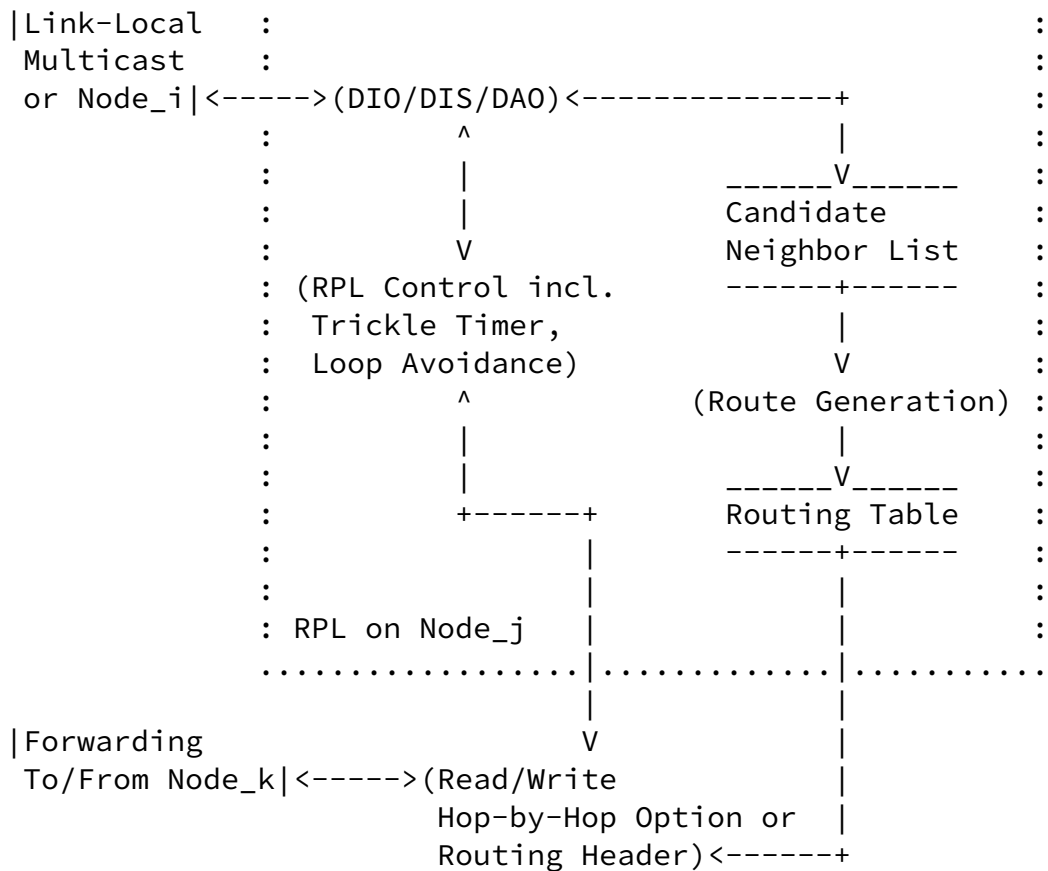 |Link-Local   :                                         :
 Multicast    :                                         :
 or Node_i|<----->(DIO/DIS/DAO)<--------------+         :
              :          ^                    |         :
              :          |              ______V______   :
              :          |              Candidate       :
              :          V              Neighbor List   :
              : (RPL Control incl.      ------+------   :
              :  Trickle Timer,               |         :
              :  Loop Avoidance)              V         :
              :          ^            (Route Generation) :
              :          |                    |         :
              :          |              ______V______   :
              :          +------+       Routing Table   :
              :                 |       ------+------   :
              :                 |             |         :
              : RPL on Node_j   |             |         :
              ..................|.............|...........
                                |             |
|Forwarding                     V             |
 To/From Node_k|<----->(Read/Write            |
                        Hop-by-Hop Option or  |
                        Routing Header)<------+